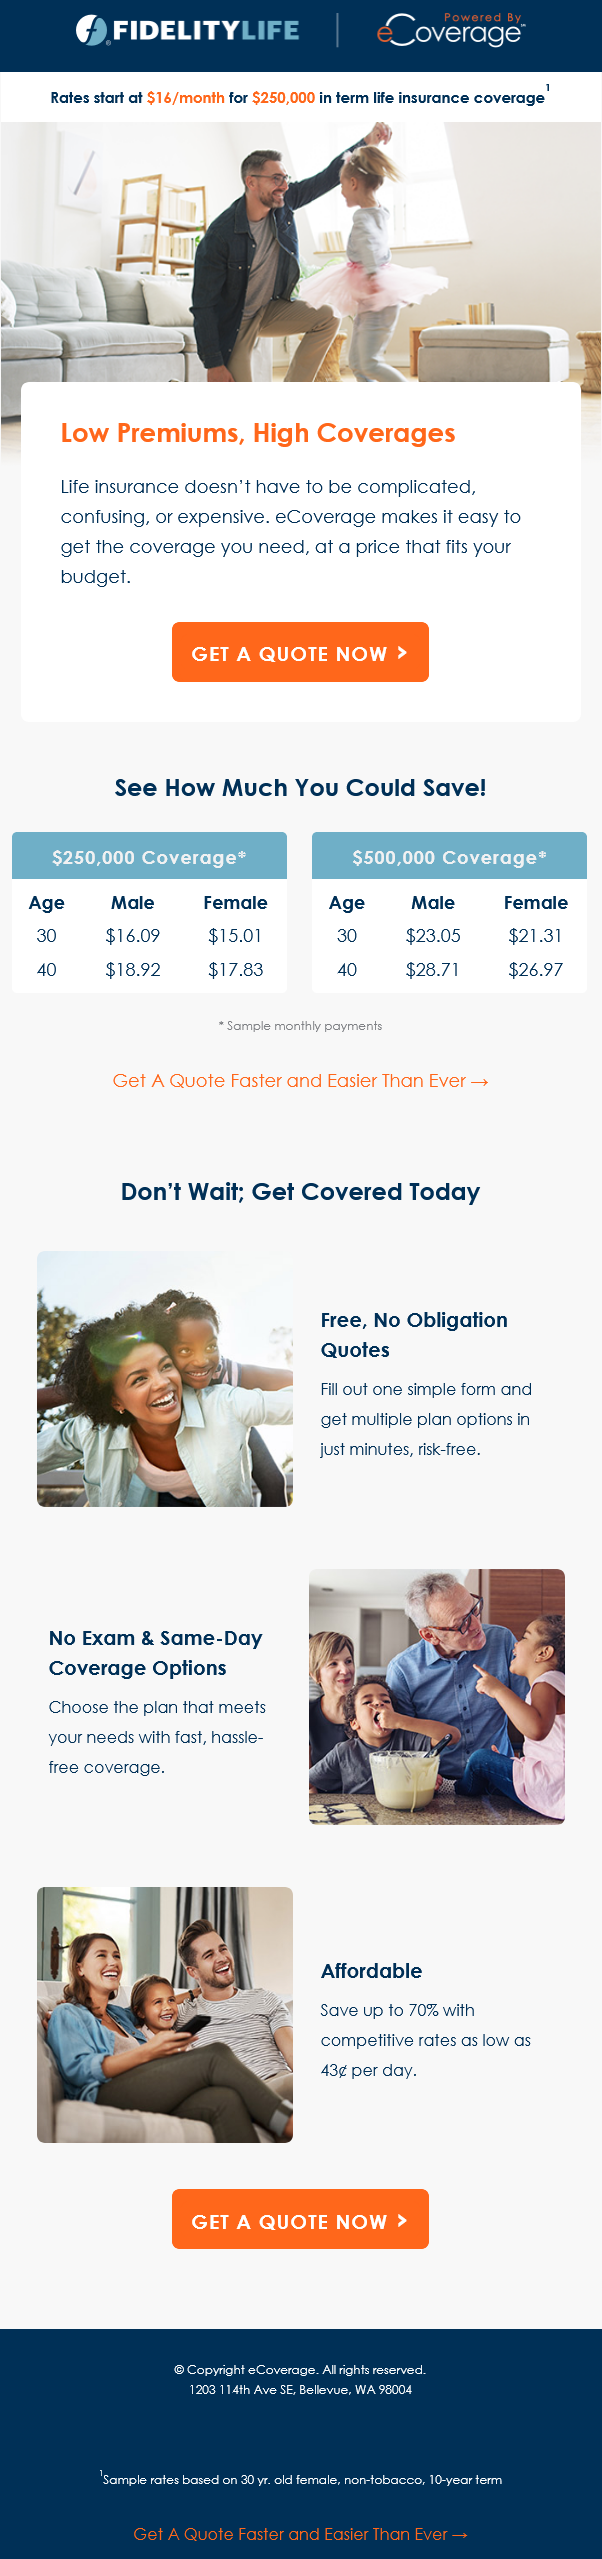 FIDELITYLIFE®
Powered By
eCoverage℠
Rates start at $16/month for $250,000 in term life insurance coverage¹
Low Premiums, High Coverages
Life insurance doesn't have to be complicated,
confusing, or expensive. eCoverage makes it easy to
get the coverage you need, at a price that fits your
budget.
GET A QUOTE NOW >
See How Much You Could Save!
$250,000 Coverage*
Age Male Female
30 $16.09 $15.01
40 $18.92 $17.83
$500,000 Coverage*
Age Male Female
30 $23.05 $21.31
40 $28.71 $26.97
* Sample monthly payments
Get A Quote Faster and Easier Than Ever →
Don't Wait; Get Covered Today
Free, No Obligation
Quotes
Fill out one simple form and
get multiple plan options in
just minutes, risk-free.
No Exam & Same-Day
Coverage Options
Choose the plan that meets
your needs with fast, hassle-
free coverage.
Affordable
Save up to 70% with
competitive rates as low as
43¢ per day.
GET A QUOTE NOW >
© Copyright eCoverage. All rights reserved.
1203 114th Ave SE, Bellevue, WA 98004
¹Sample rates based on 30 yr. old female, non-tobacco, 10-year term
Get A Quote Faster and Easier Than Ever →